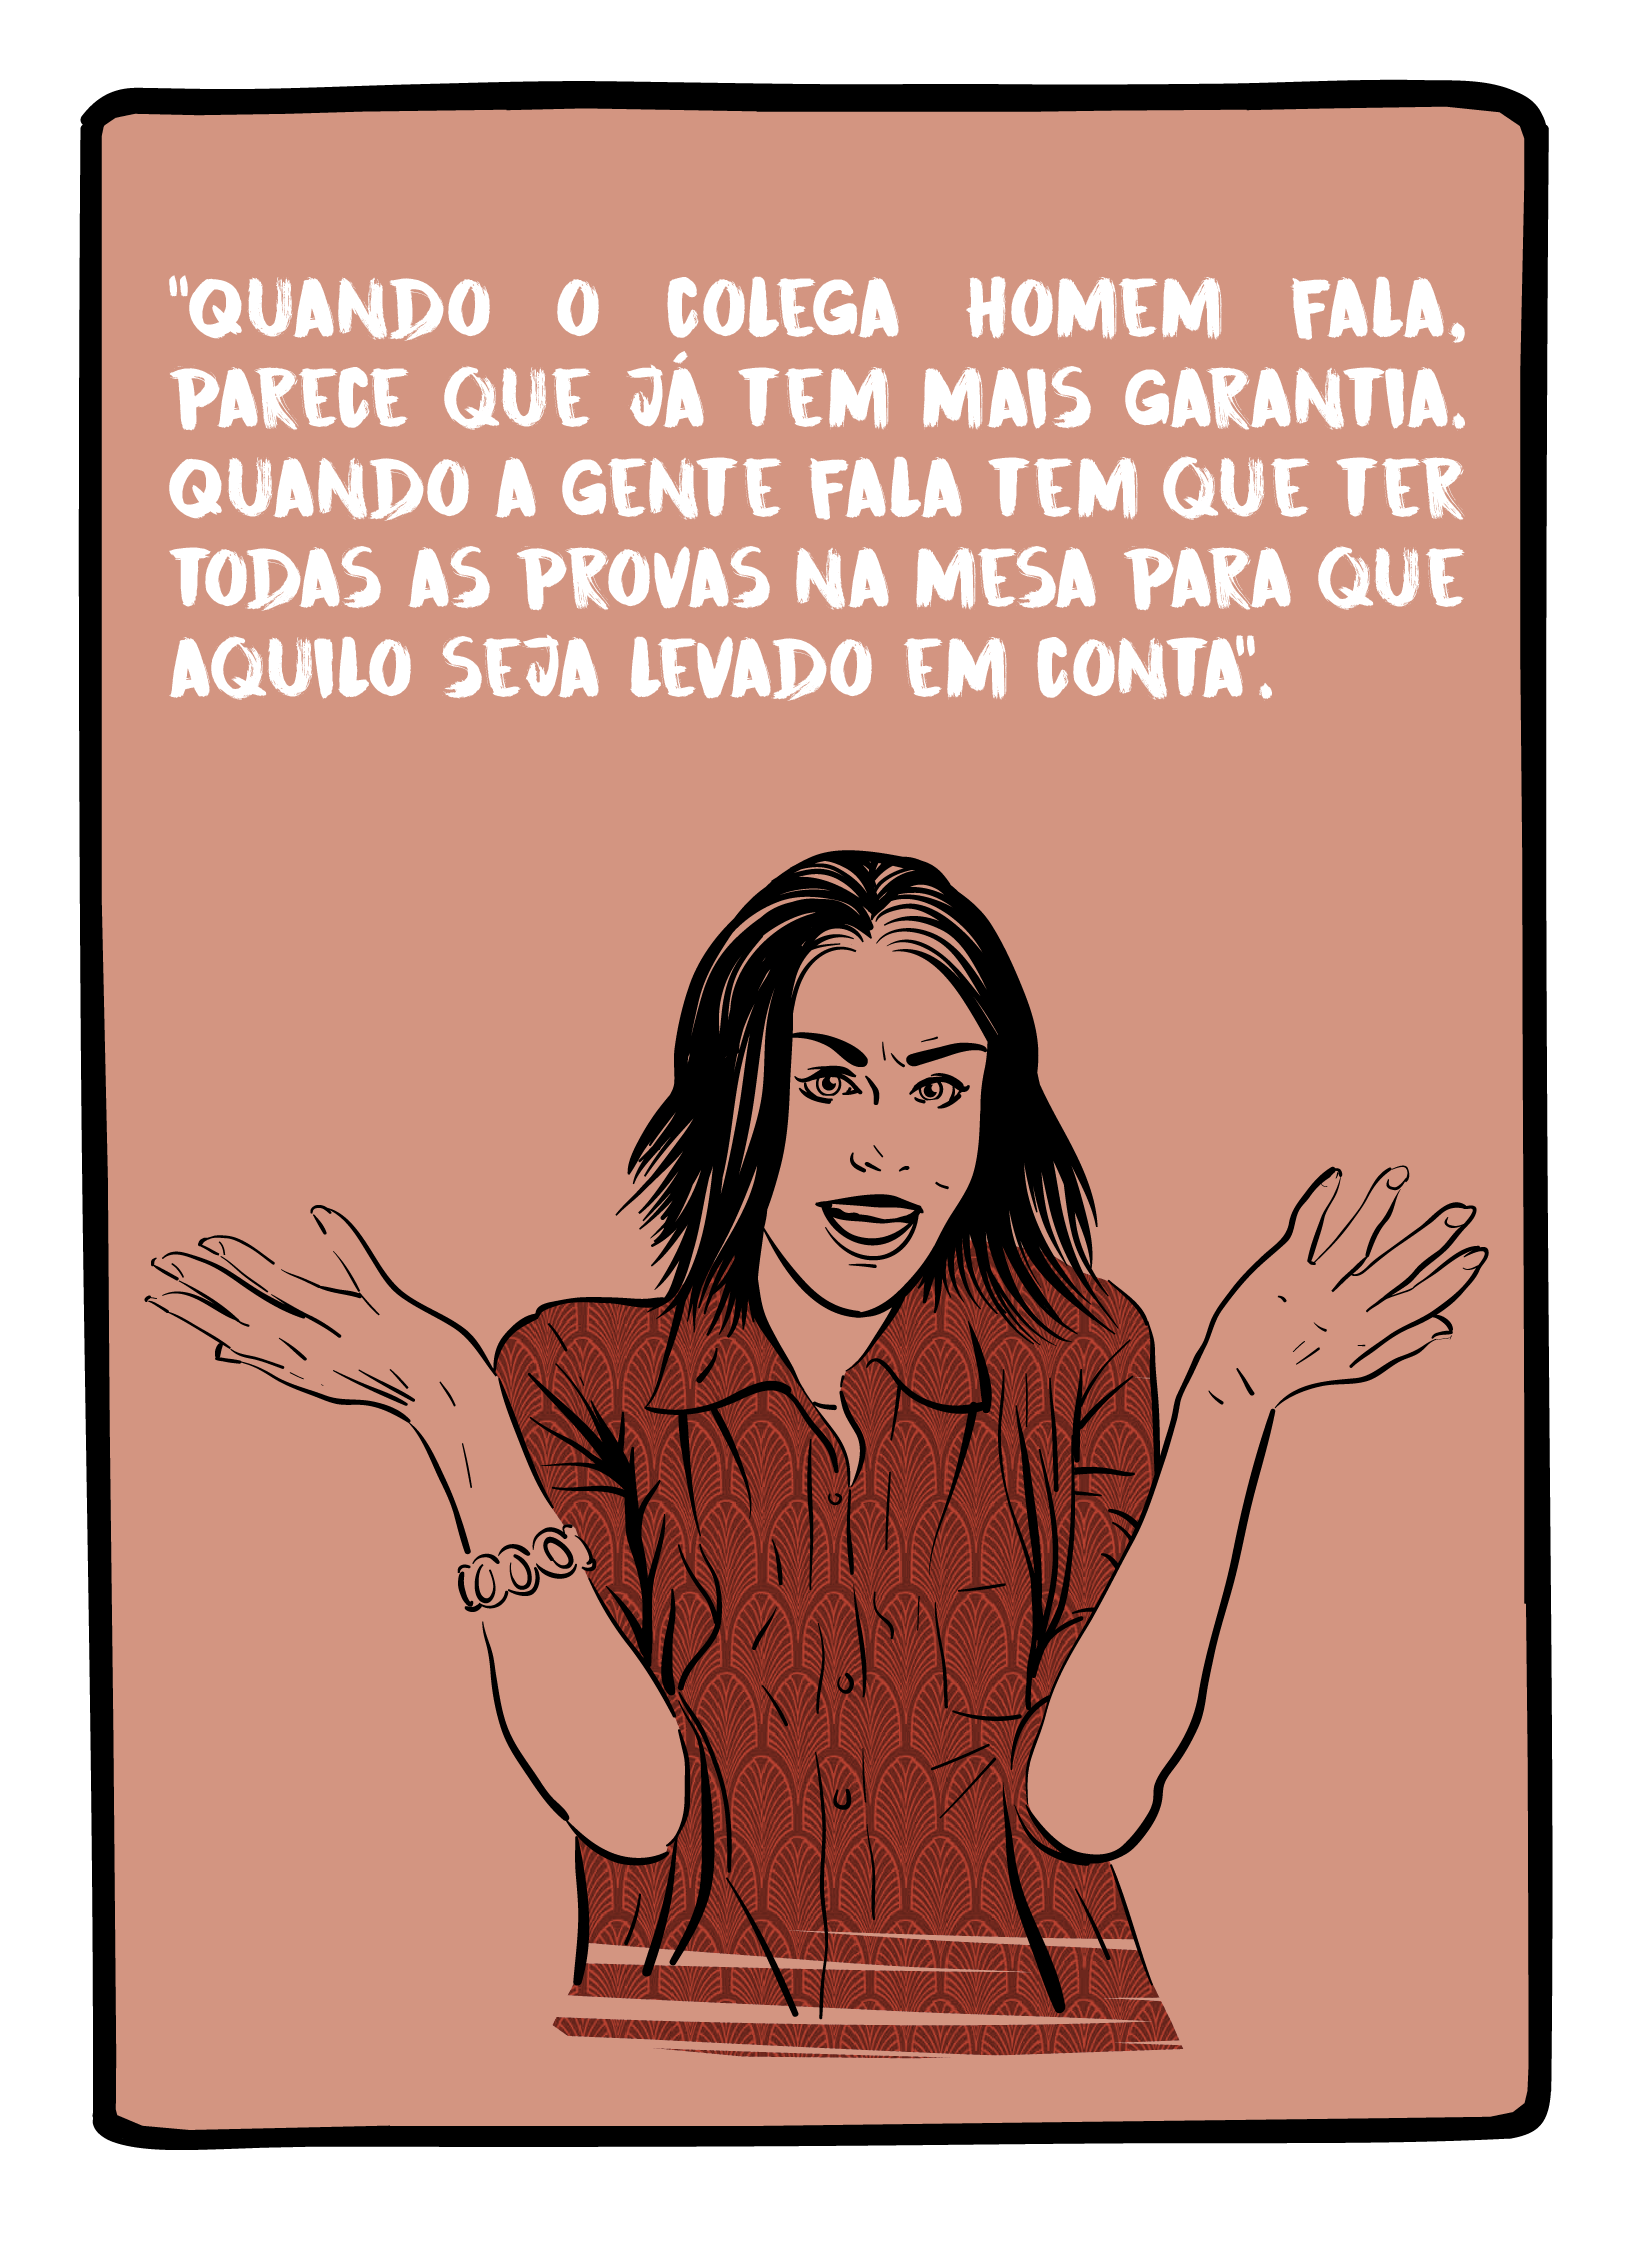 "QUANDO O COLEGA HOMEM FALA,
PARECE QUE JÁ TEM MAIS GARANTIA.
QUANDO A GENTE FALA TEM QUE TER
TODAS AS PROVAS NA MESA PARA QUE
AQUILO SEJA LEVADO EM CONTA".